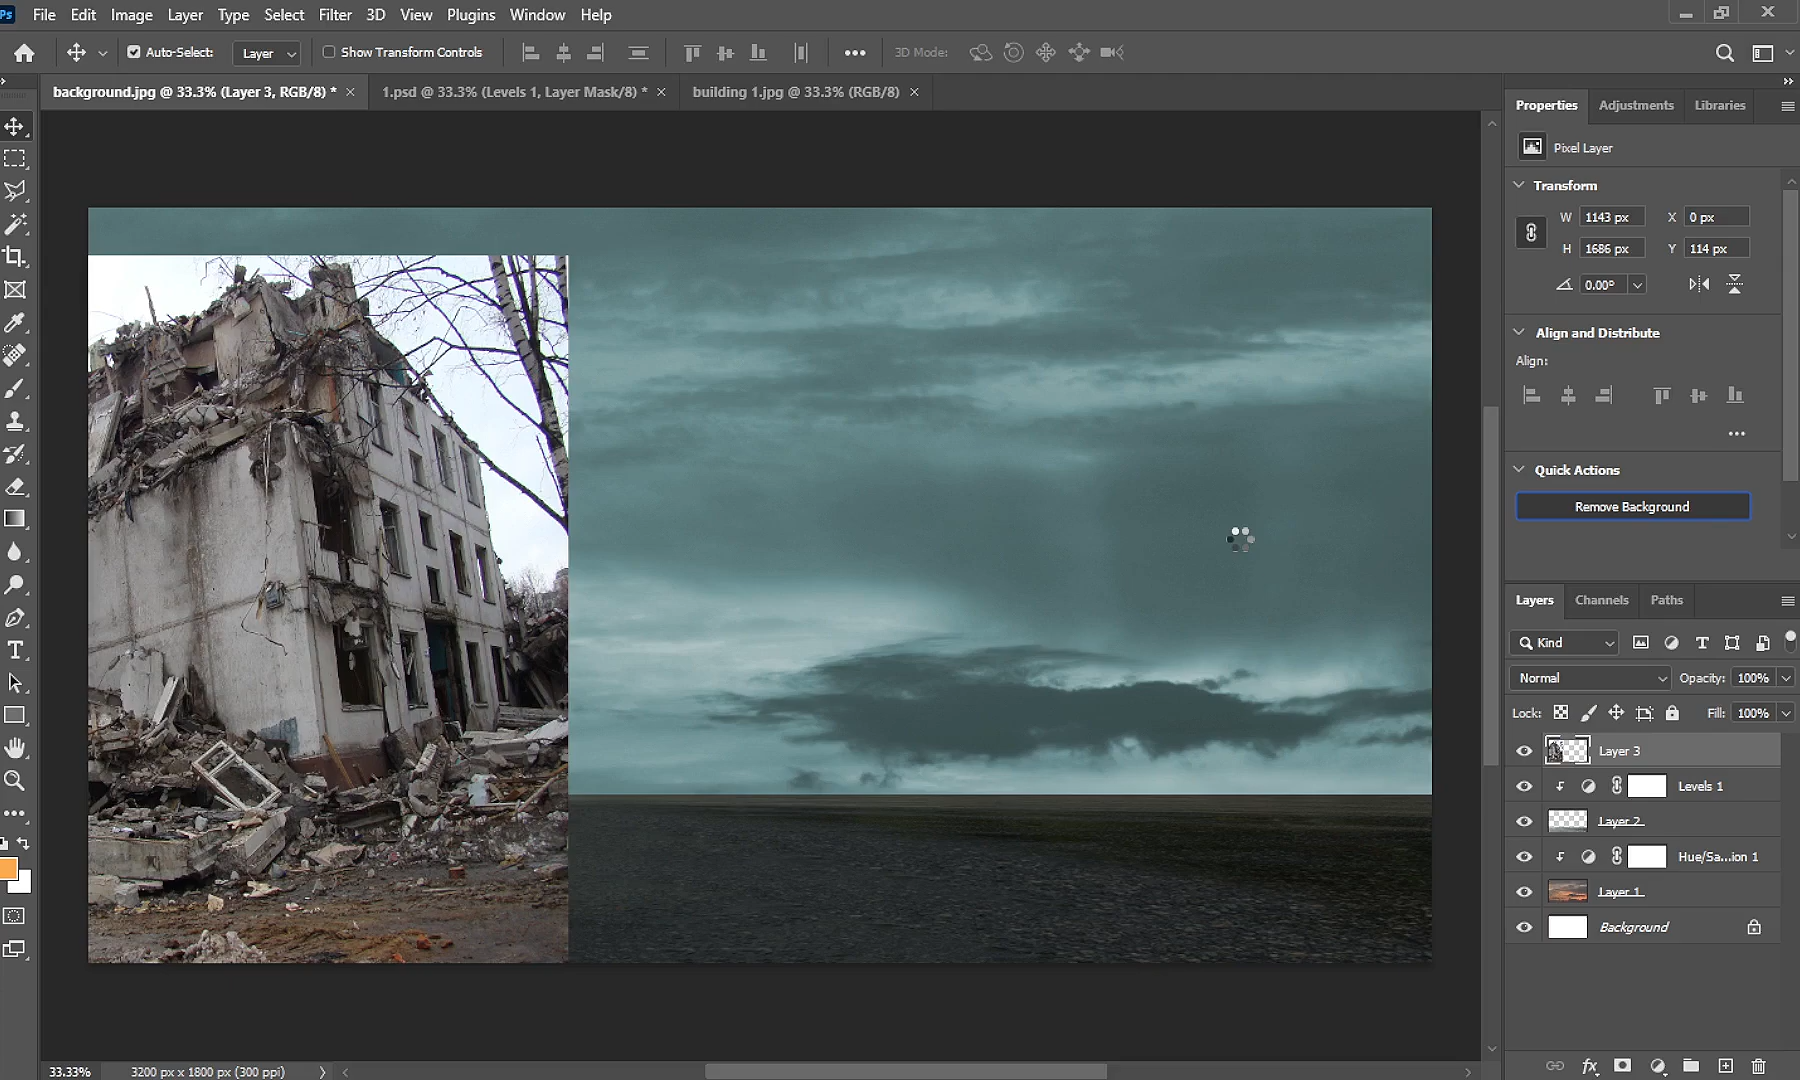 Ps File Edit Image Layer Type Select Filter 3D View Plugins Window Help
Auto-Select: Layer Show Transform Controls 3D Mode:
background.jpg @ 33.3% (Layer 3, RGB/8) * 1.psd @ 33.3% (Levels 1, Layer Mask/8) * building 1.jpg @ 33.3% (RGB/8)
Properties Adjustments Libraries
Pixel Layer
Transform
W 1143 px X 0 px
H 1686 px Y 114 px
0.00°
Align and Distribute
Align:
Quick Actions
Remove Background
Layers Channels Paths
Kind
Normal Opacity: 100%
Lock: Fill: 100%
Layer 3
Levels 1
Layer 2
Hue/Sa...ion 1
Layer 1
Background
33.33% 3200 px x 1800 px (300 ppi)